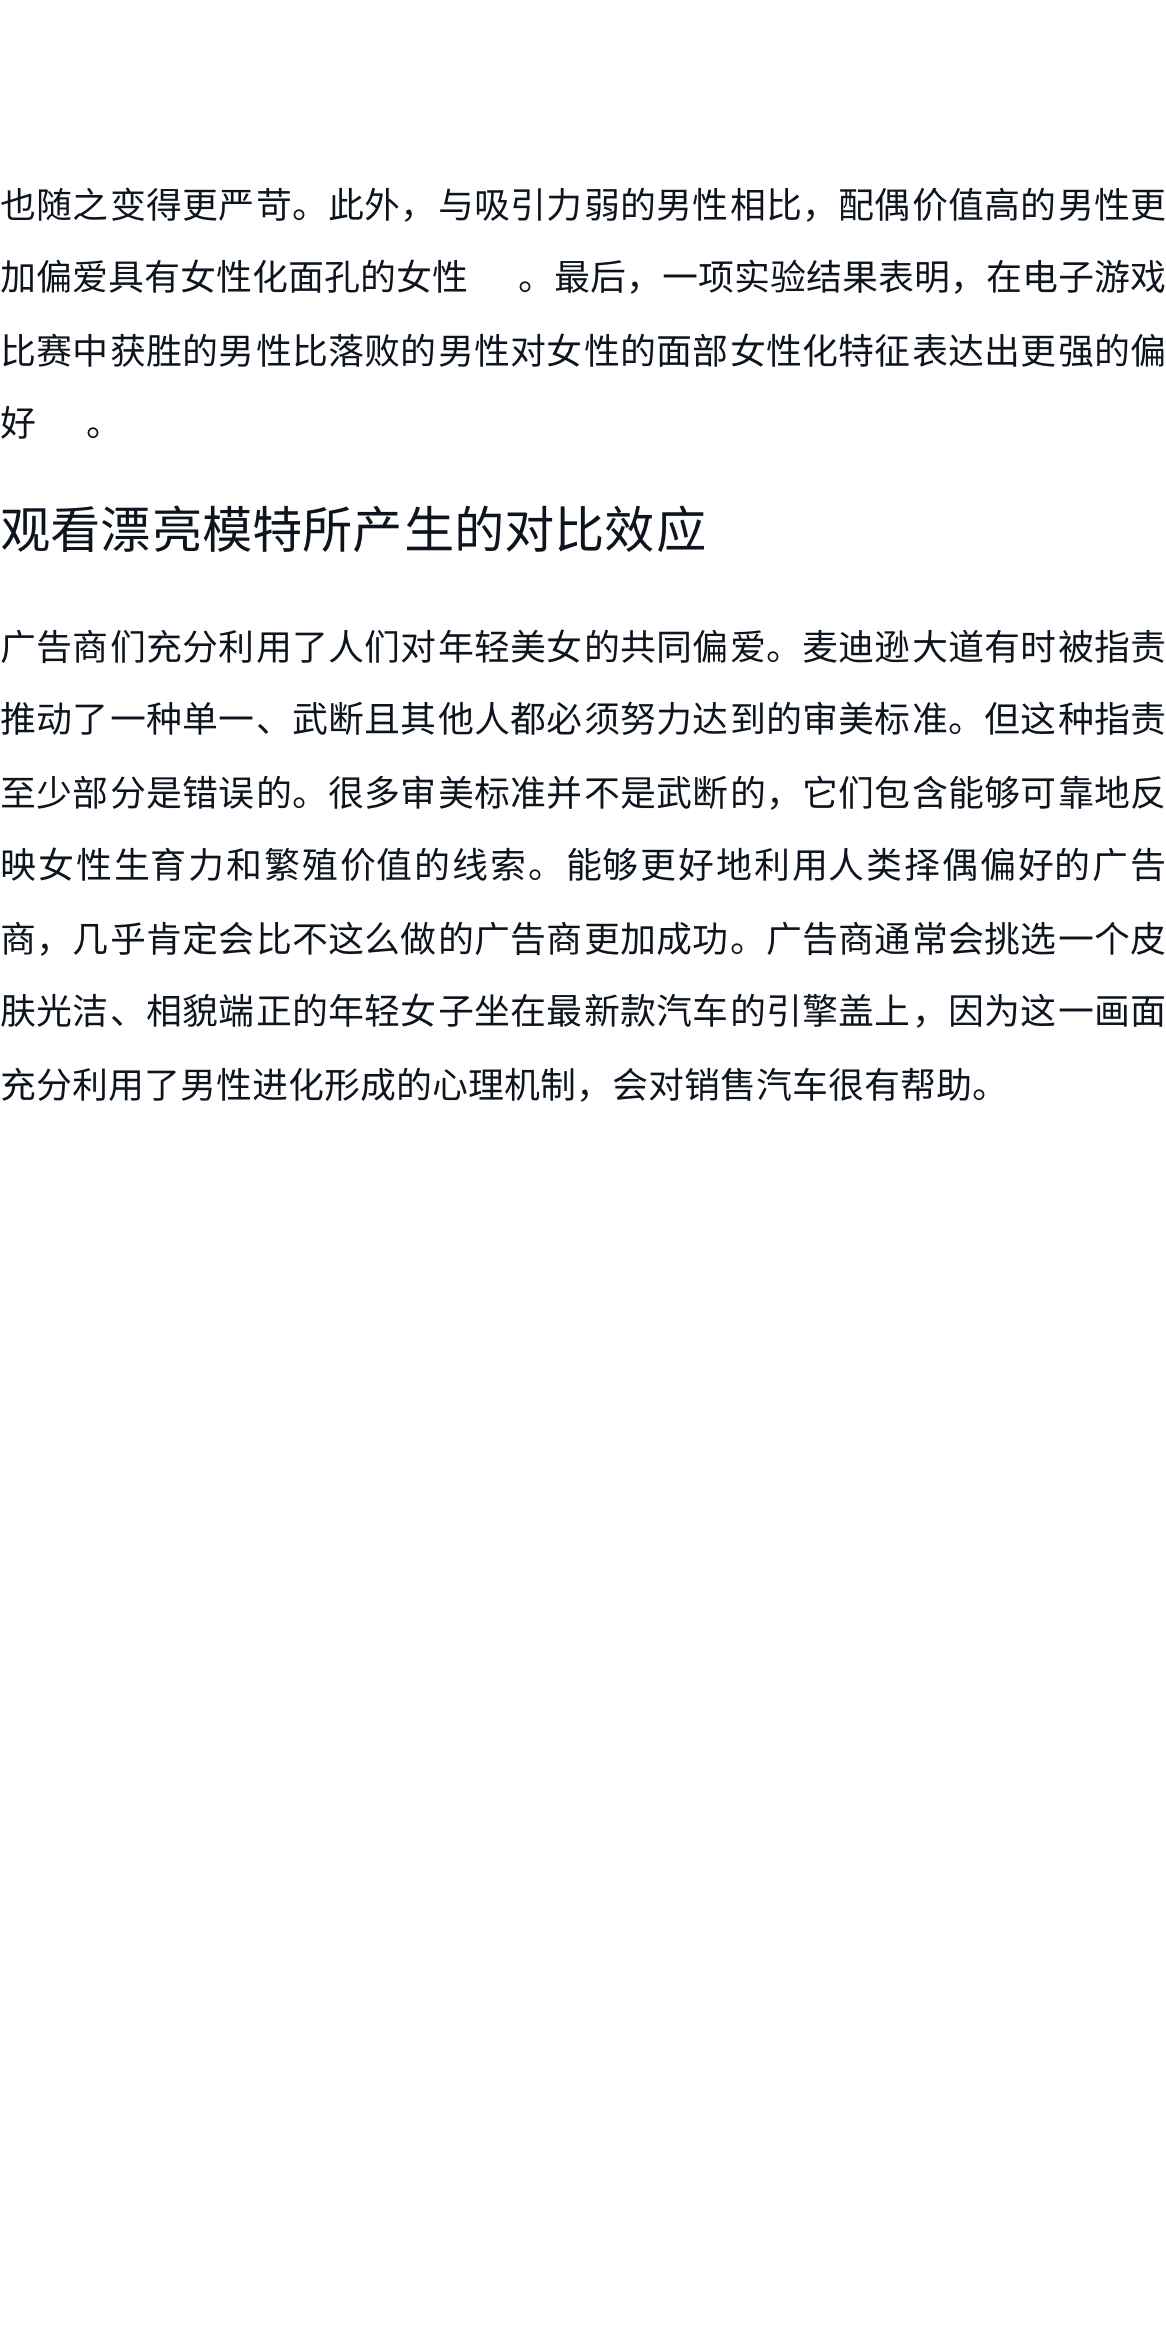 也随之变得更严苛。此外，与吸引力弱的男性相比，配偶价值高的男性更
加偏爱具有女性化面孔的女性　。最后，一项实验结果表明，在电子游戏
比赛中获胜的男性比落败的男性对女性的面部女性化特征表达出更强的偏
好　。
观看漂亮模特所产生的对比效应
广告商们充分利用了人们对年轻美女的共同偏爱。麦迪逊大道有时被指责
推动了一种单一、武断且其他人都必须努力达到的审美标准。但这种指责
至少部分是错误的。很多审美标准并不是武断的，它们包含能够可靠地反
映女性生育力和繁殖价值的线索。能够更好地利用人类择偶偏好的广告
商，几乎肯定会比不这么做的广告商更加成功。广告商通常会挑选一个皮
肤光洁、相貌端正的年轻女子坐在最新款汽车的引擎盖上，因为这一画面
充分利用了男性进化形成的心理机制，会对销售汽车很有帮助。